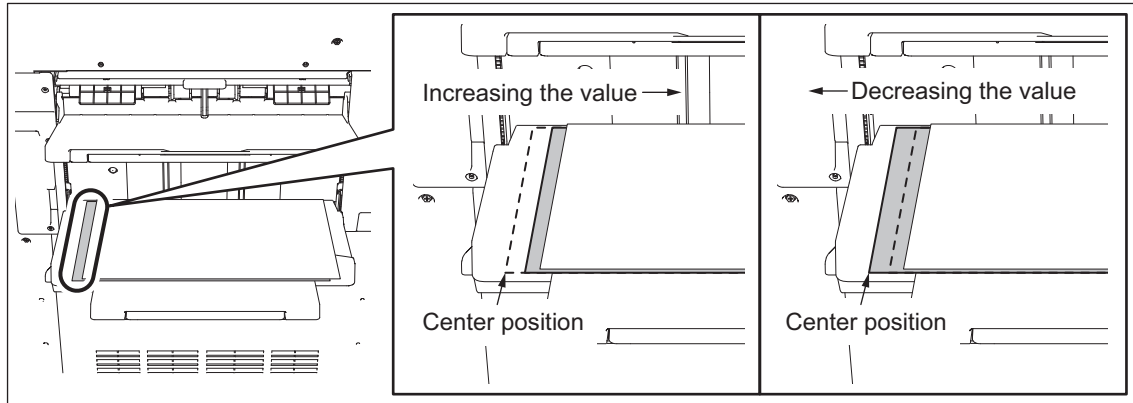 Increasing the value
Decreasing the value
Center position
Center position